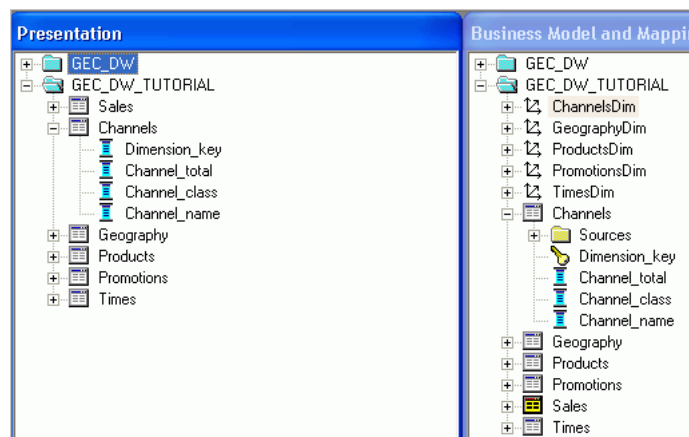 Presentation
GEC_DW
GEC_DW_TUTORIAL
Sales
Channels
Dimension_key
Channel_total
Channel_class
Channel_name
Geography
Products
Promotions
Times
Business Model and Mappin
GEC_DW
GEC_DW_TUTORIAL
ChannelsDim
GeographyDim
ProductsDim
PromotionsDim
TimesDim
Channels
Sources
Dimension_key
Channel_total
Channel_class
Channel_name
Geography
Products
Promotions
Sales
Times